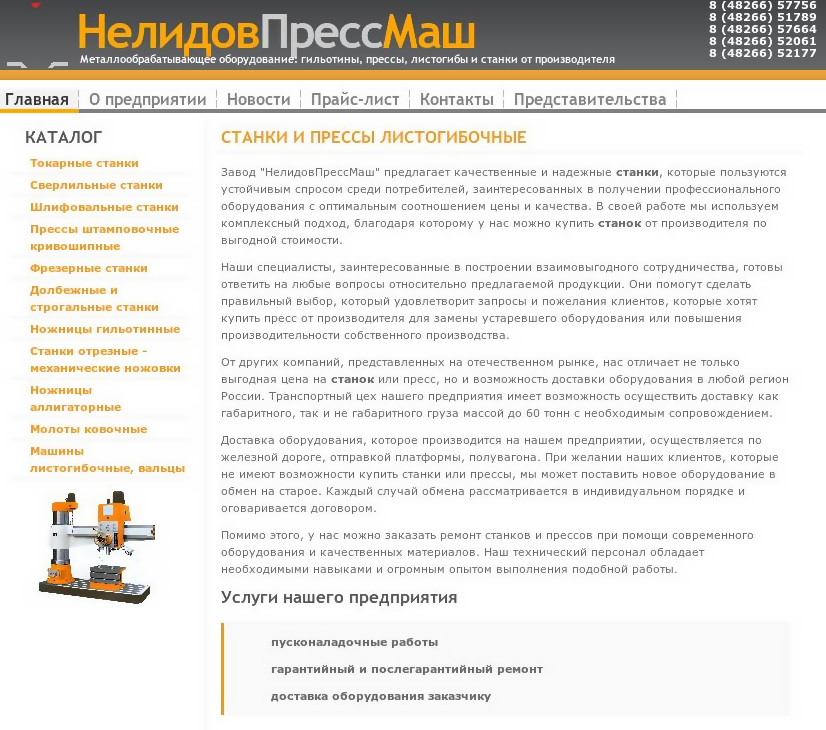 НелидовПрессМаш
Металлообрабатывающее оборудование: гильотины, прессы, листогибы и станки от производителя
8 (48266) 57756
8 (48266) 51789
8 (48266) 57664
8 (48266) 52061
8 (48266) 52177
Главная О предприятии Новости Прайс-лист Контакты Представительства
КАТАЛОГ
Токарные станки
Сверлильные станки
Шлифовальные станки
Прессы штамповочные
кривошипные
Фрезерные станки
Долбежные и
строгальные станки
Ножницы гильотинные
Станки отрезные -
механические ножовки
Ножницы
аллигаторные
Молоты ковочные
Машины
листогибочные, вальцы
СТАНКИ И ПРЕССЫ ЛИСТОГИБОЧНЫЕ
Завод "НелидовПрессМаш" предлагает качественные и надежные станки, которые пользуются
устойчивым спросом среди потребителей, заинтересованных в получении профессионального
оборудования с оптимальным соотношением цены и качества. В своей работе мы используем
комплексный подход, благодаря которому у нас можно купить станок от производителя по
выгодной стоимости.
Наши специалисты, заинтересованные в построении взаимовыгодного сотрудничества, готовы
ответить на любые вопросы относительно предлагаемой продукции. Они помогут сделать
правильный выбор, который удовлетворит запросы и пожелания клиентов, которые хотят
купить пресс от производителя для замены устаревшего оборудования или повышения
производительности собственного производства.
От других компаний, представленных на отечественном рынке, нас отличает не только
выгодная цена на станок или пресс, но и возможность доставки оборудования в любой регион
России. Транспортный цех нашего предприятия имеет возможность осуществить доставку как
габаритного, так и не габаритного груза массой до 60 тонн с необходимым сопровождением.
Доставка оборудования, которое производится на нашем предприятии, осуществляется по
железной дороге, отправкой платформы, полувагона. При желании наших клиентов, которые
не имеют возможности купить станки или прессы, мы может поставить новое оборудование в
обмен на старое. Каждый случай обмена рассматривается в индивидуальном порядке и
оговаривается договором.
Помимо этого, у нас можно заказать ремонт станков и прессов при помощи современного
оборудования и качественных материалов. Наш технический персонал обладает
необходимыми навыками и огромным опытом выполнения подобной работы.
Услуги нашего предприятия
пусконаладочные работы
гарантийный и послегарантийный ремонт
доставка оборудования заказчику